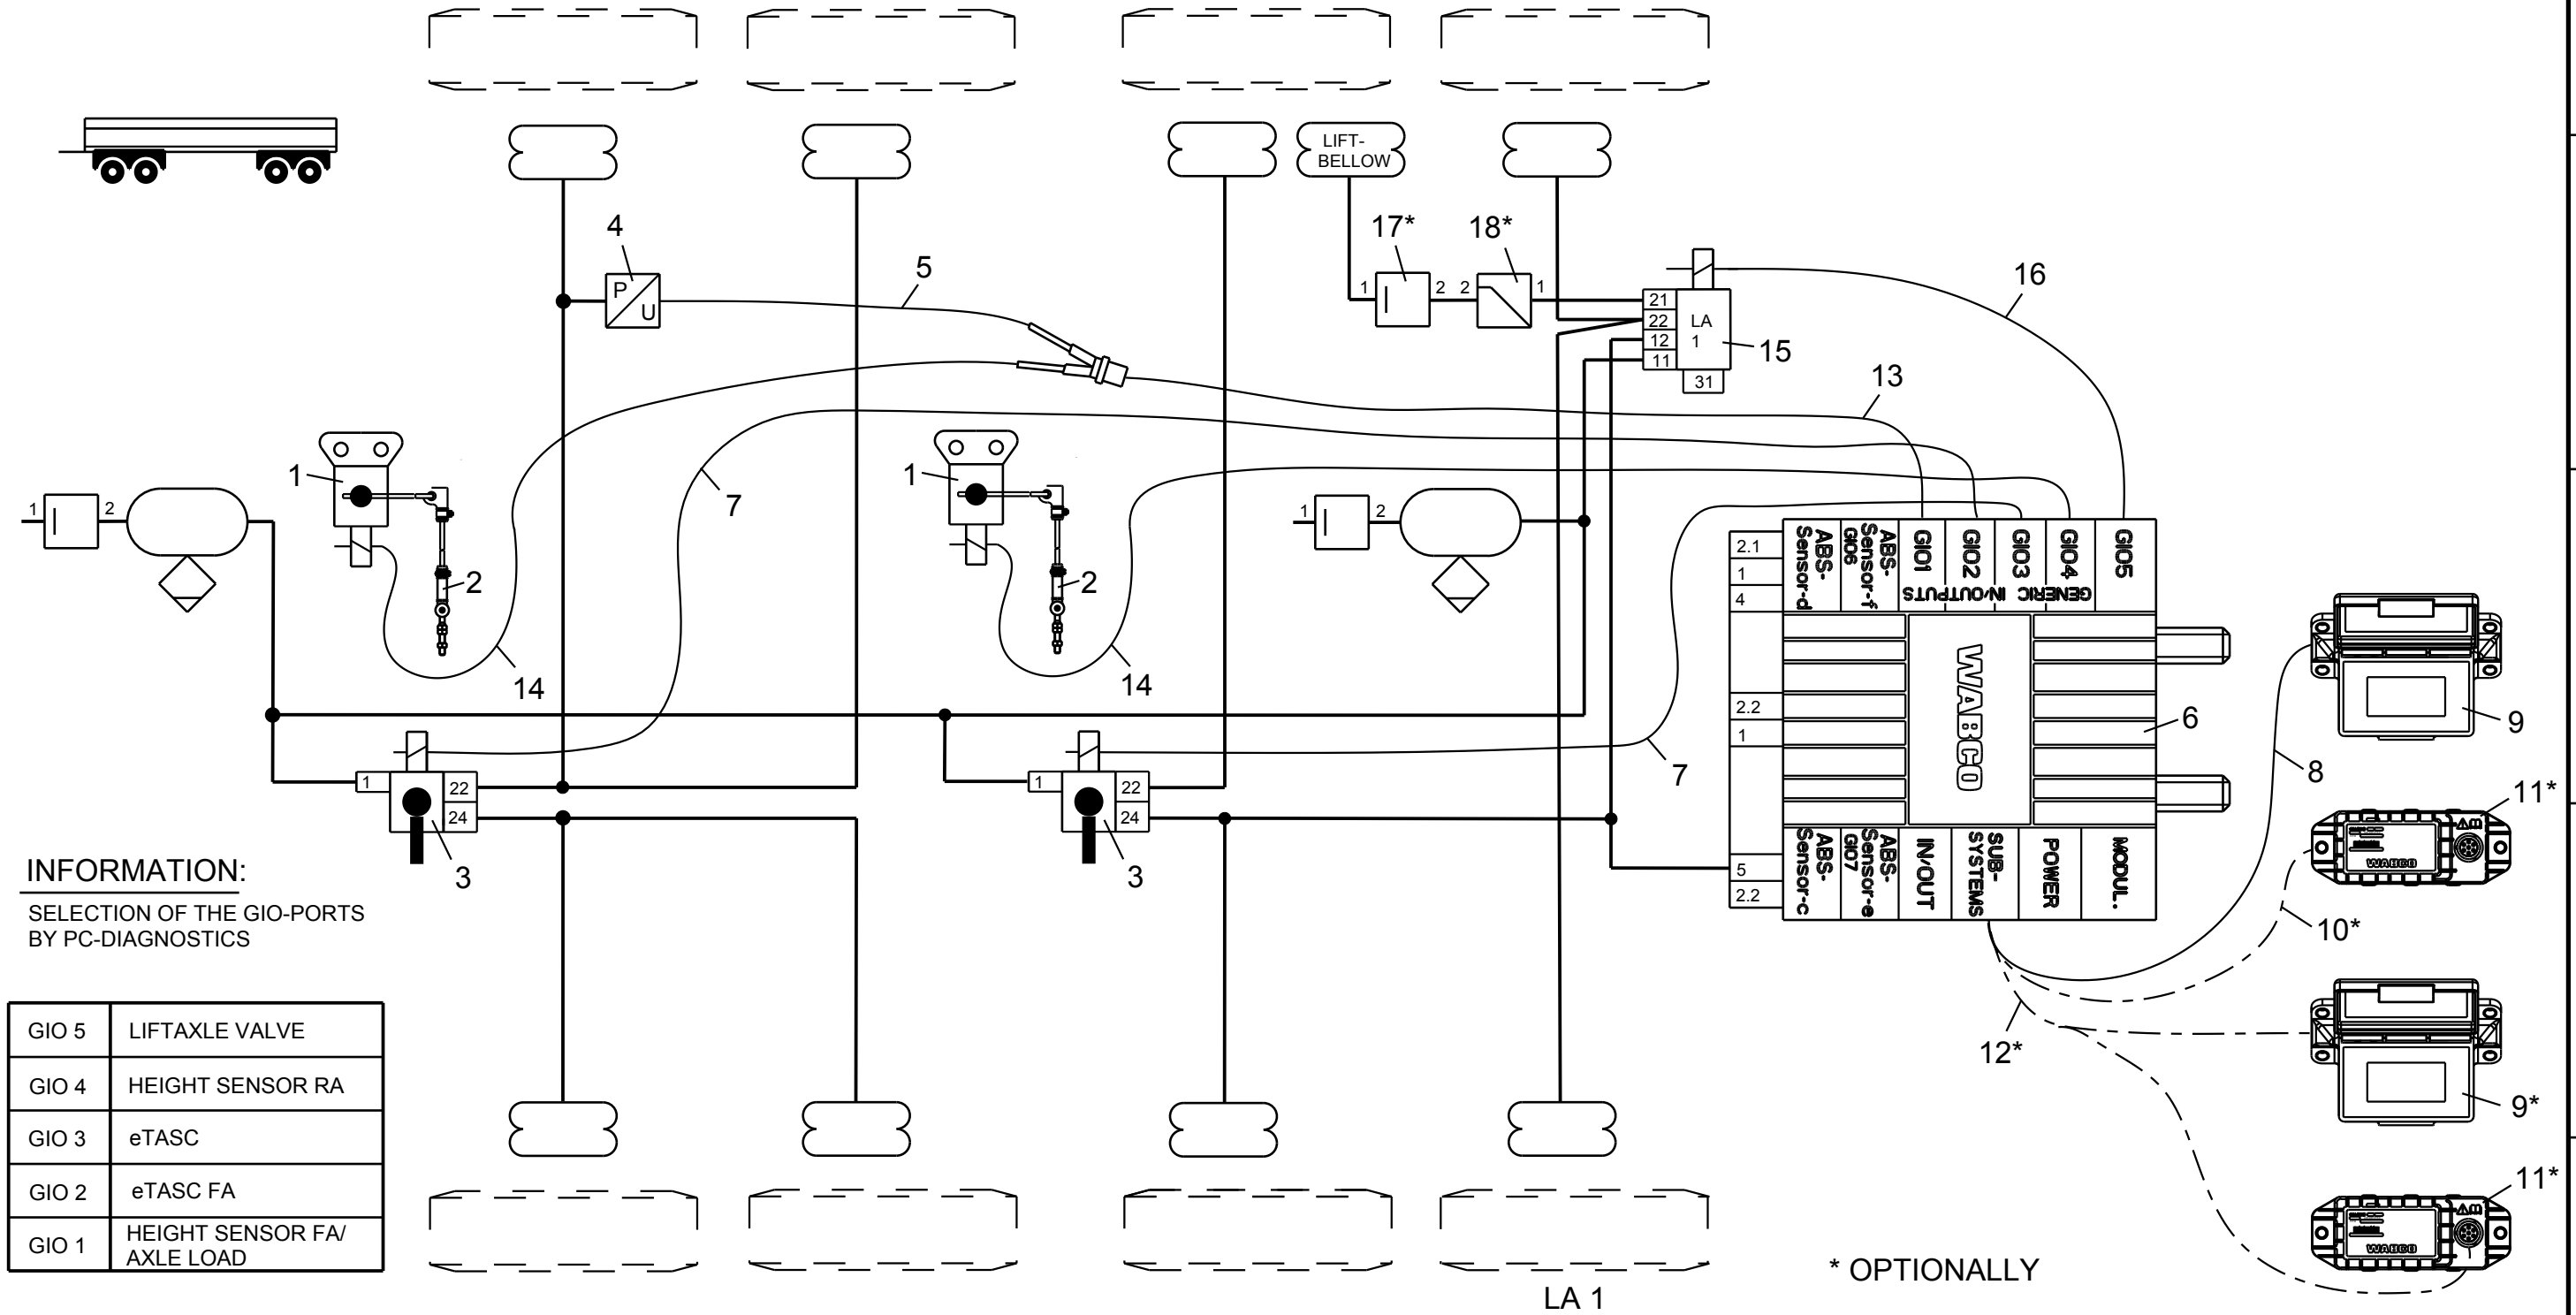 LIFT-
BELLOW
4
P
U
5
17*
18*
1
2
2
1
21
22
12
11
LA
1
31
15
16
13
1
2
1
2
14
7
1
2
14
1
2
1
22
24
3
1
22
24
3
7
2.1
1
4
2.2
1
5
2.2
ABS-
Sensor-d
ABS-
Sensor-f
GIO6
GIO1
GIO2
GIO3
GIO4
GIO5
GENERIC IN/OUTPUTS
WABCO
ABS-
Sensor-c
ABS-
Sensor-e
GIO7
IN/OUT
SUB-
SYSTEMS
POWER
MODUL.
6
8
9
11*
WABCO
10*
12*
9*
11*
WABCO
INFORMATION:
SELECTION OF THE GIO-PORTS
BY PC-DIAGNOSTICS
GIO 5 LIFTAXLE VALVE
GIO 4 HEIGHT SENSOR RA
GIO 3 eTASC
GIO 2 eTASC FA
GIO 1 HEIGHT SENSOR FA/
AXLE LOAD
* OPTIONALLY
LA 1